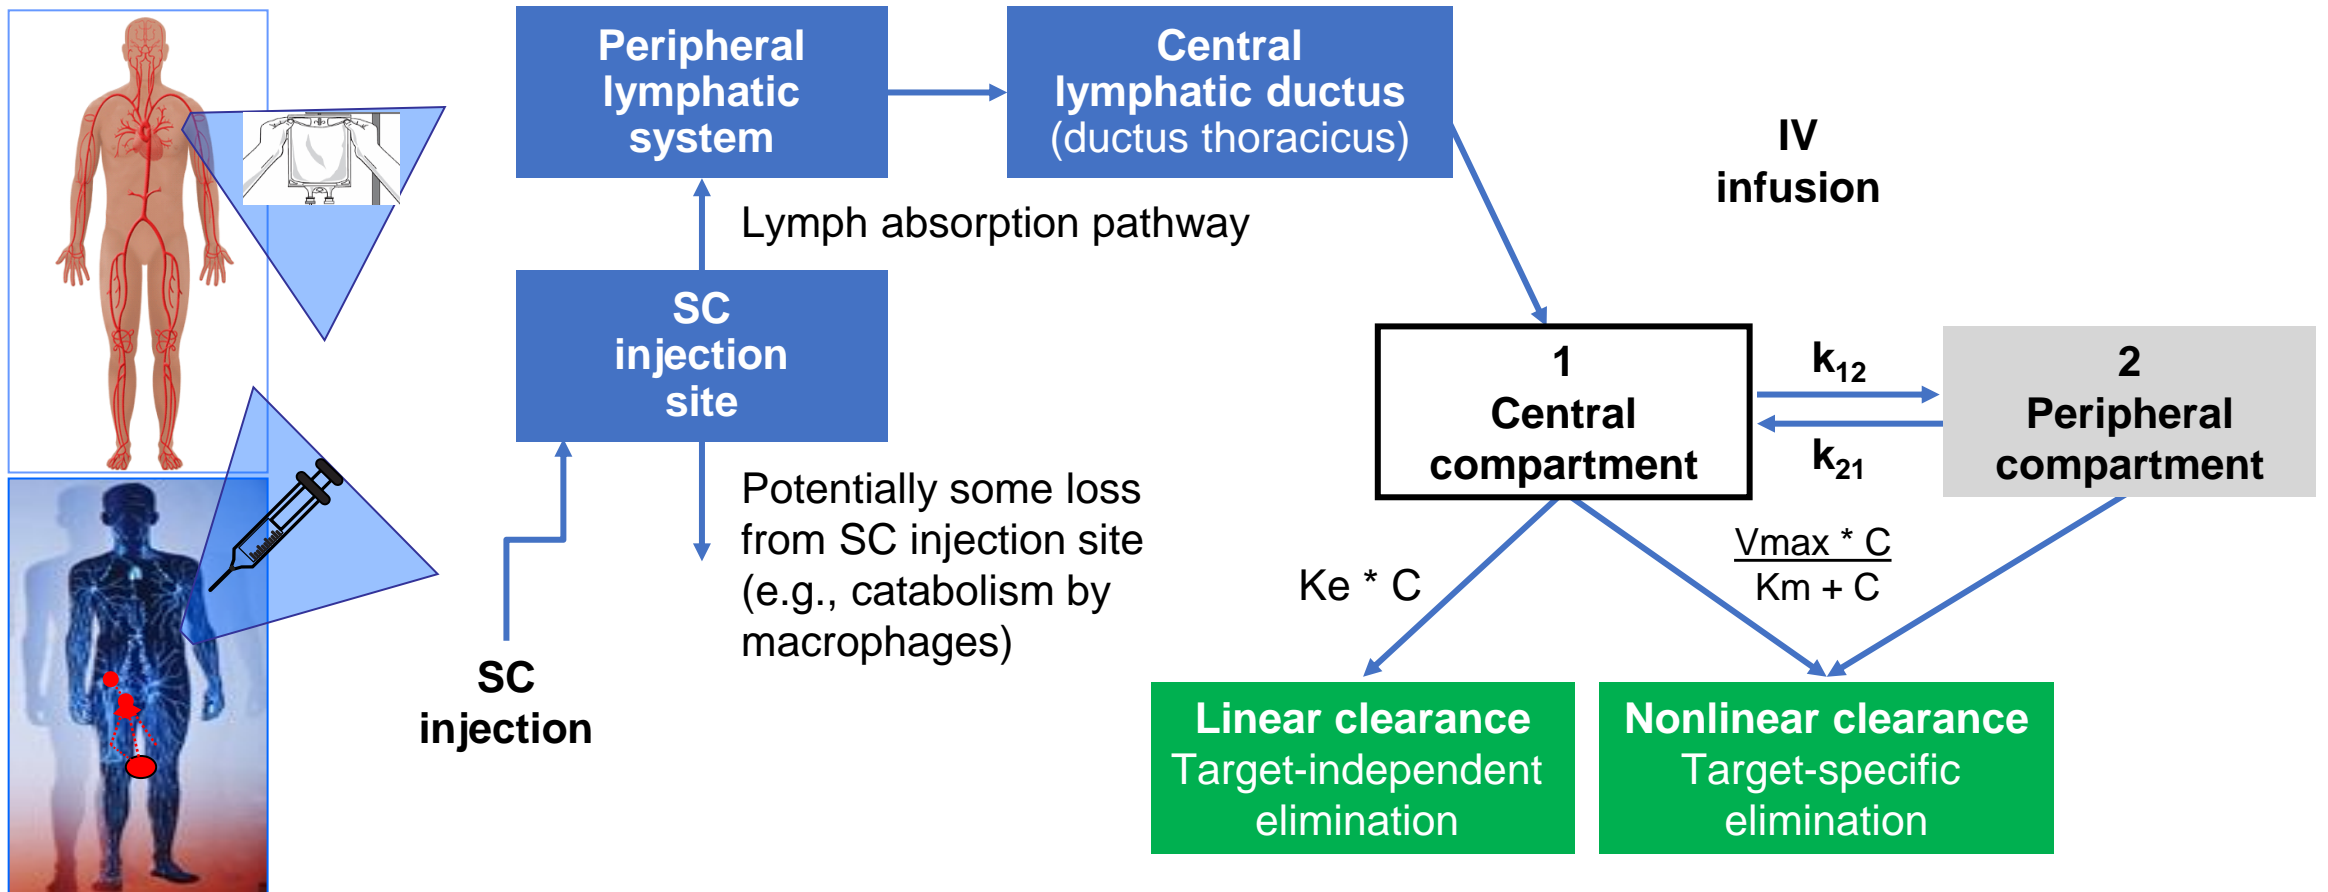 Peripheral
lymphatic
system
Central
lymphatic ductus
(ductus thoracicus)
IV
infusion
Lymph absorption pathway
SC
injection
site
1
Central
compartment
k12
k21
2
Peripheral
compartment
Potentially some loss
from SC injection site
(e.g., catabolism by
macrophages)
SC
injection
Ke * C
Vmax * C
Km + C
Linear clearance
Target-independent
elimination
Nonlinear clearance
Target-specific
elimination